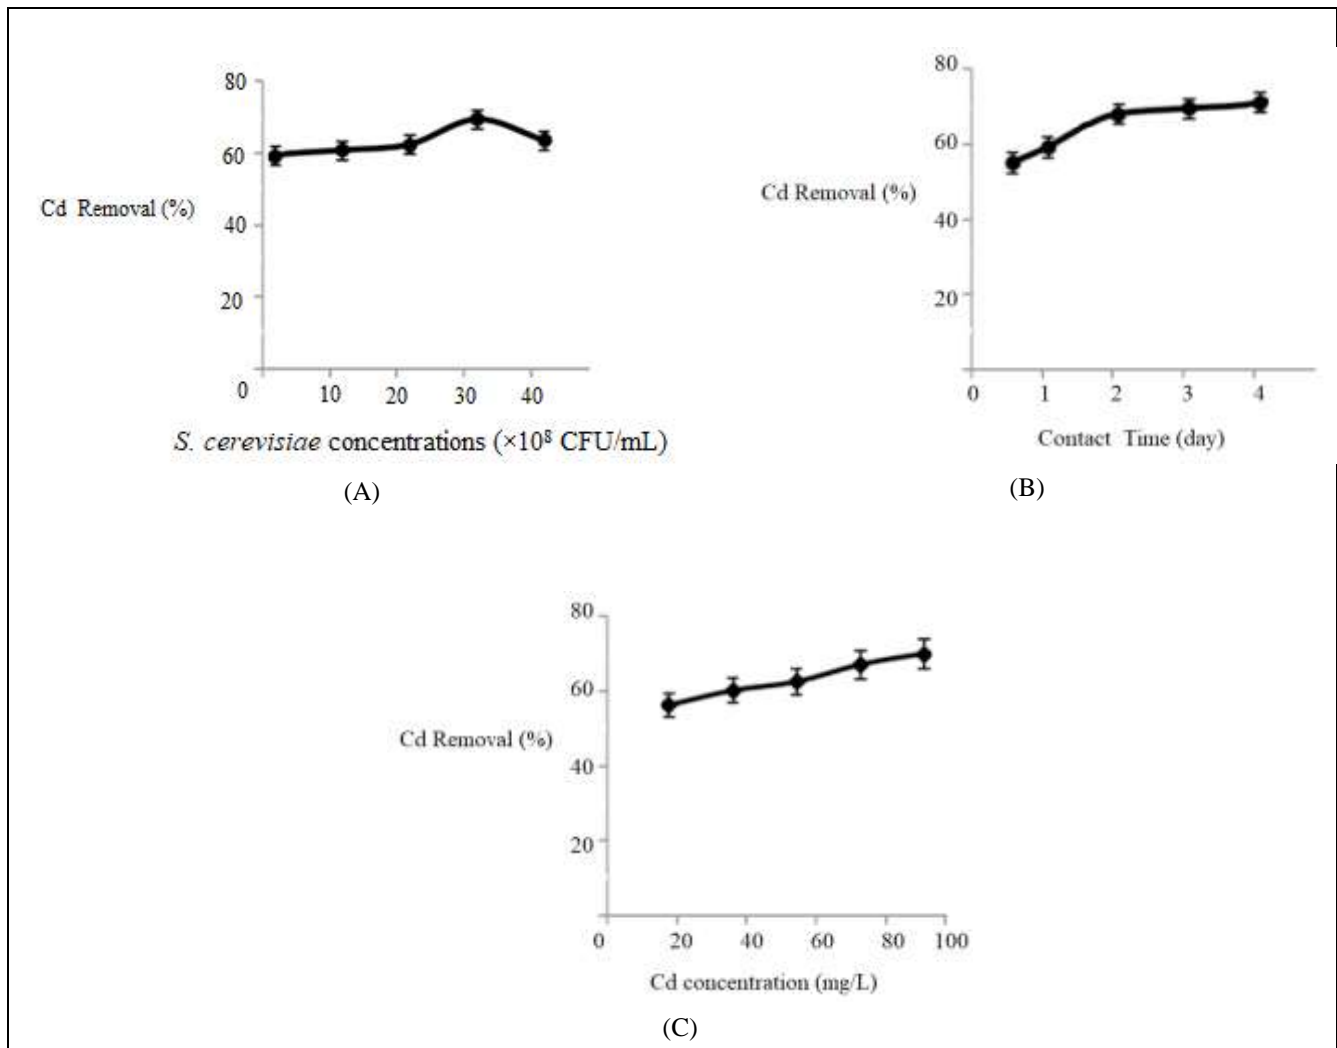 80
60
Cd Removal (%)
40
20
0 10 20 30 40
S. cerevisiae concentrations (×10⁸ CFU/mL)
(A)
80
60
Cd Removal (%)
40
20
0 1 2 3 4
Contact Time (day)
(B)
80
60
Cd Removal (%)
40
20
0 20 40 60 80 100
Cd concentration (mg/L)
(C)